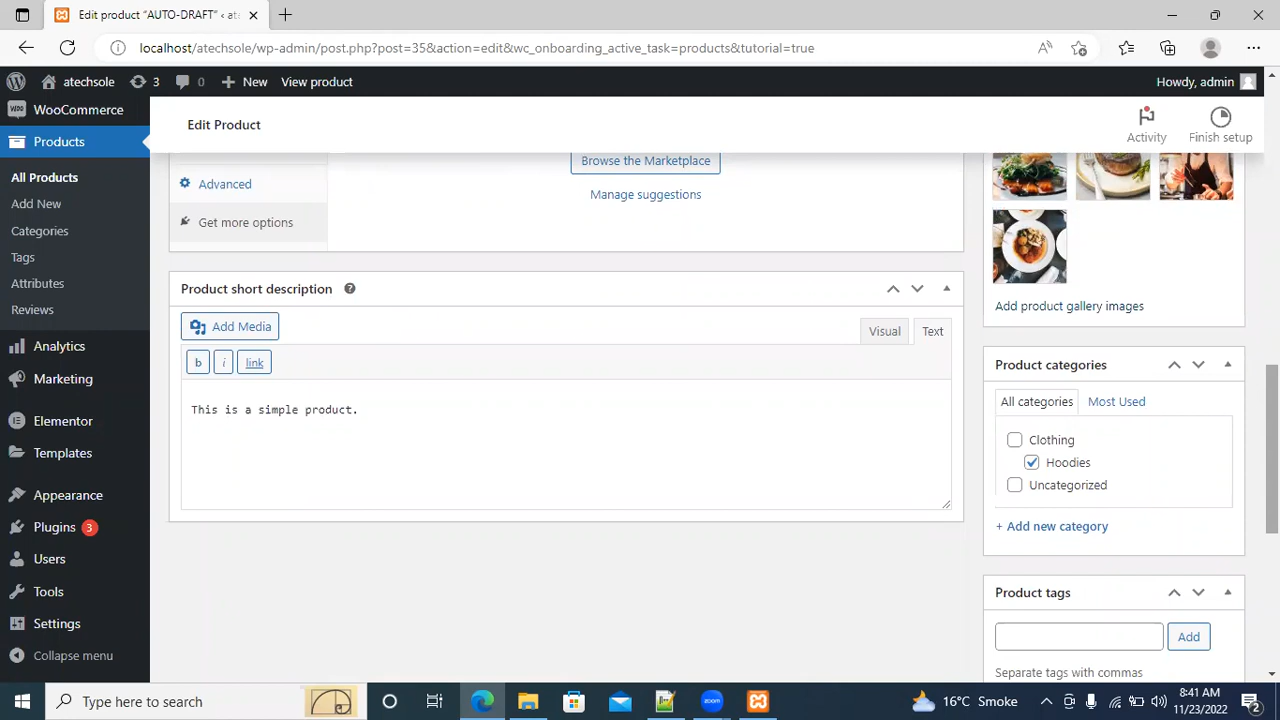 Edit product “AUTO-DRAFT” ‹ at
localhost/atechsole/wp-admin/post.php?post=35&action=edit&wc_onboarding_active_task=products&tutorial=true
atechsole
3
0
New
View product
Howdy, admin
WooCommerce
Products
All Products
Add New
Categories
Tags
Attributes
Reviews
Analytics
Marketing
Elementor
Templates
Appearance
Plugins 3
Users
Tools
Settings
Collapse menu
Edit Product
Activity
Finish setup
Browse the Marketplace
Manage suggestions
Advanced
Get more options
Product short description
Add Media
Visual
Text
b
i
link
This is a simple product.
Add product gallery images
Product categories
All categories
Most Used
Clothing
Hoodies
Uncategorized
+ Add new category
Product tags
Add
Separate tags with commas
Type here to search
zoom
16°C Smoke
8:41 AM
11/23/2022
2